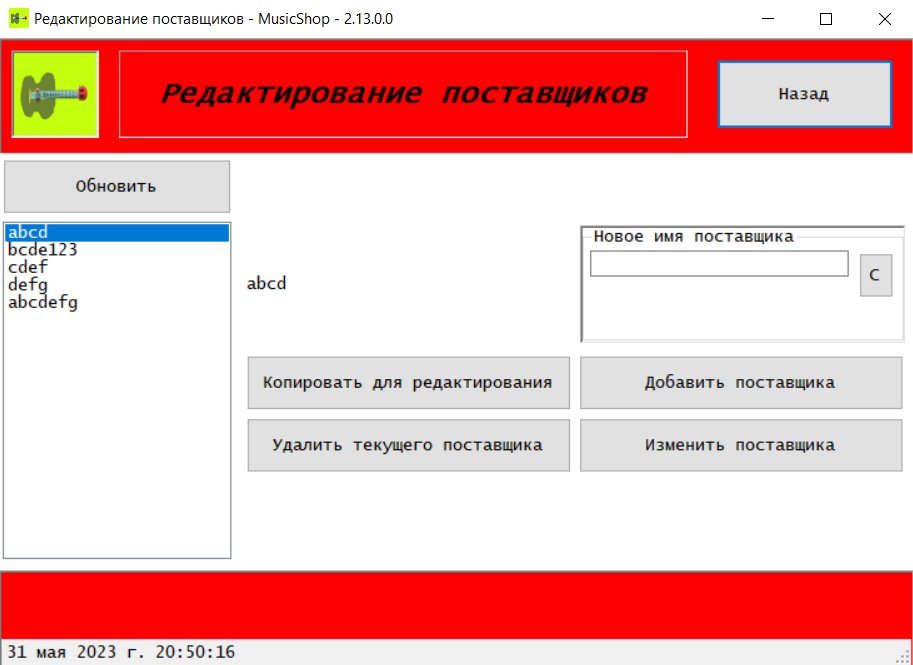 Редактирование поставщиков - MusicShop - 2.13.0.0
Редактирование поставщиков
Назад
Обновить
abcd
bcde123
cdef
defg
abcdefg
abcd
Новое имя поставщика
C
Копировать для редактирования
Добавить поставщика
Удалить текущего поставщика
Изменить поставщика
31 мая 2023 г. 20:50:16